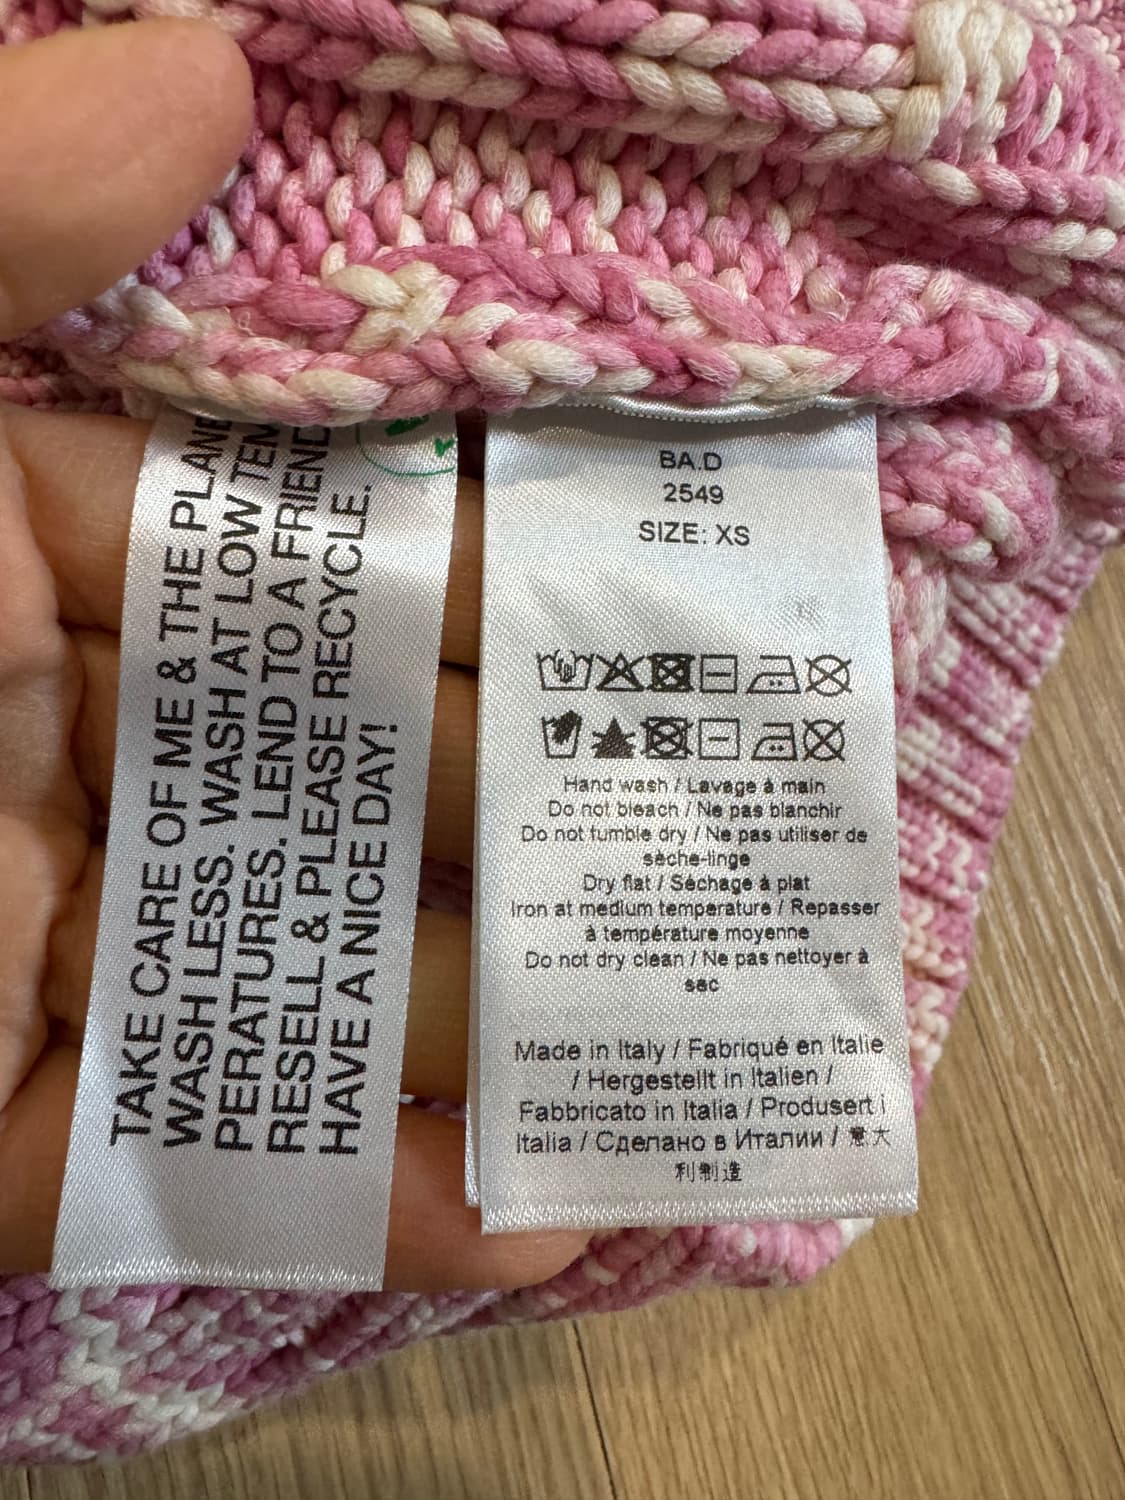 TAKE CARE OF ME & THE
WASH LESS. WASH AT LOW
PERATURES. LEND TO A FRIEND
RESELL & PLEASE RECYCLE.
HAVE A NICE DAY!
BA.D
2549
SIZE: XS
Hand wash / Lavage à main
Do not bleach / Ne pas blanchir
Do not tumble dry / Ne pas utiliser de
sèche-linge
Dry flat / Séchage à plat
Iron at medium temperature / Repasser
à température moyenne
Do not dry clean / Ne pas nettoyer à
sec
Made in Italy / Fabriqué en Italie
/ Hergestellt in Italien /
Fabbricato in Italia / Produsert i
Italia / Сделано в Италии / 意大
利制造